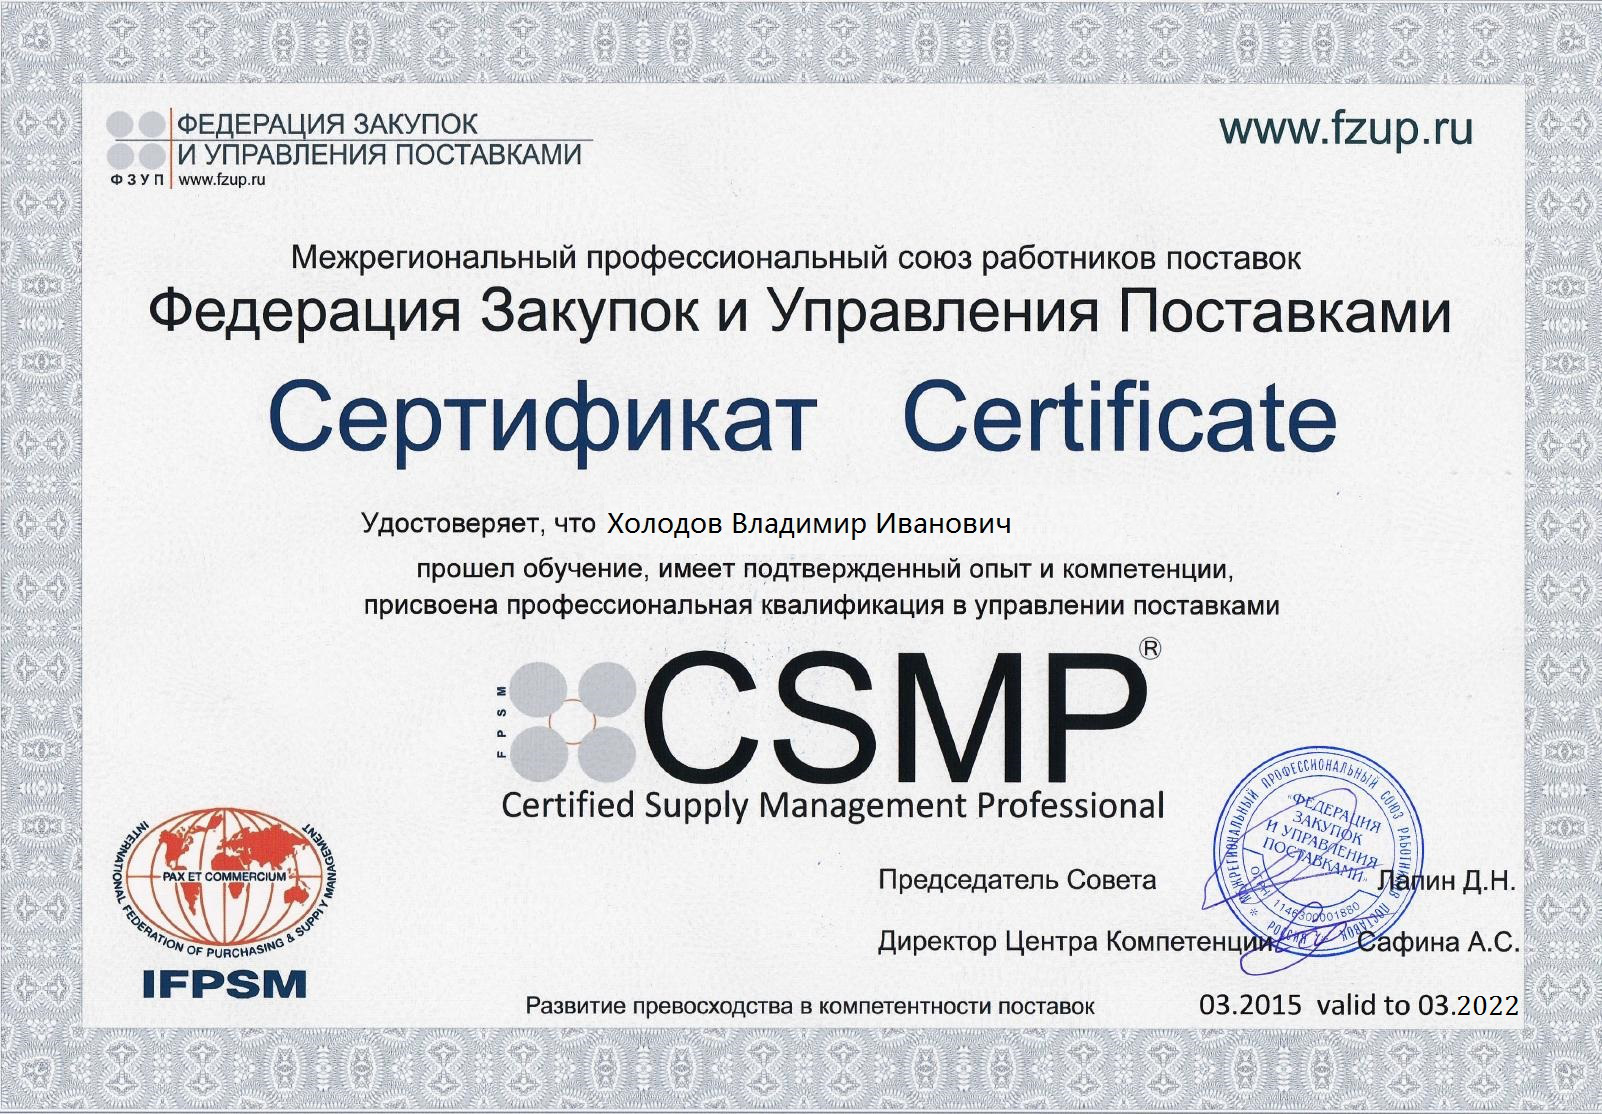 ФЕДЕРАЦИЯ ЗАКУПОК
И УПРАВЛЕНИЯ ПОСТАВКАМИ
ФЗУП www.fzup.ru
www.fzup.ru
Межрегиональный профессиональный союз работников поставок
Федерация Закупок и Управления Поставками
Сертификат Certificate
Удостоверяет, что Холодов Владимир Иванович
прошел обучение, имеет подтвержденный опыт и компетенции,
присвоена профессиональная квалификация в управлении поставками
FPSM
CSMP®
Certified Supply Management Professional
INTERNATIONAL FEDERATION OF PURCHASING & SUPPLY MANAGEMENT
PAX ET COMMERCIUM
IFPSM
МЕЖРЕГИОНАЛЬНЫЙ ПРОФЕССИОНАЛЬНЫЙ СОЮЗ РАБОТНИКОВ ПОСТАВОК
* РОССИЯ
"ФЕДЕРАЦИЯ
ЗАКУПОК
И УПРАВЛЕНИЯ
ПОСТАВКАМИ"
ОГРН 1146300001880
Председатель Совета Лапин Д.Н.
Директор Центра Компетенции Сафина А.С.
Развитие превосходства в компетентности поставок
03.2015 valid to 03.2022